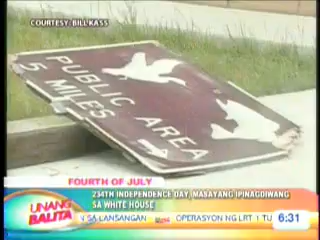 COURTESY: BILL KASS
PUBLIC AREA
5 MILES
FOURTH OF JULY
234TH INDEPENDENCE DAY, MASAYANG IPINAGDIWANG
SA WHITE HOUSE
UNANG
BALITA
SA LANSANGAN
OPERASYON NG LRT 1 TU
6:31